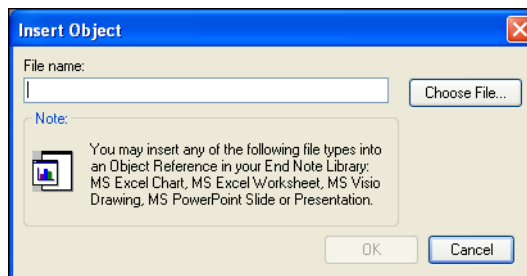 Insert Object
File name:
Choose File...
Note:
You may insert any of the following file types into
an Object Reference in your End Note Library:
MS Excel Chart, MS Excel Worksheet, MS Visio
Drawing, MS PowerPoint Slide or Presentation.
OK
Cancel